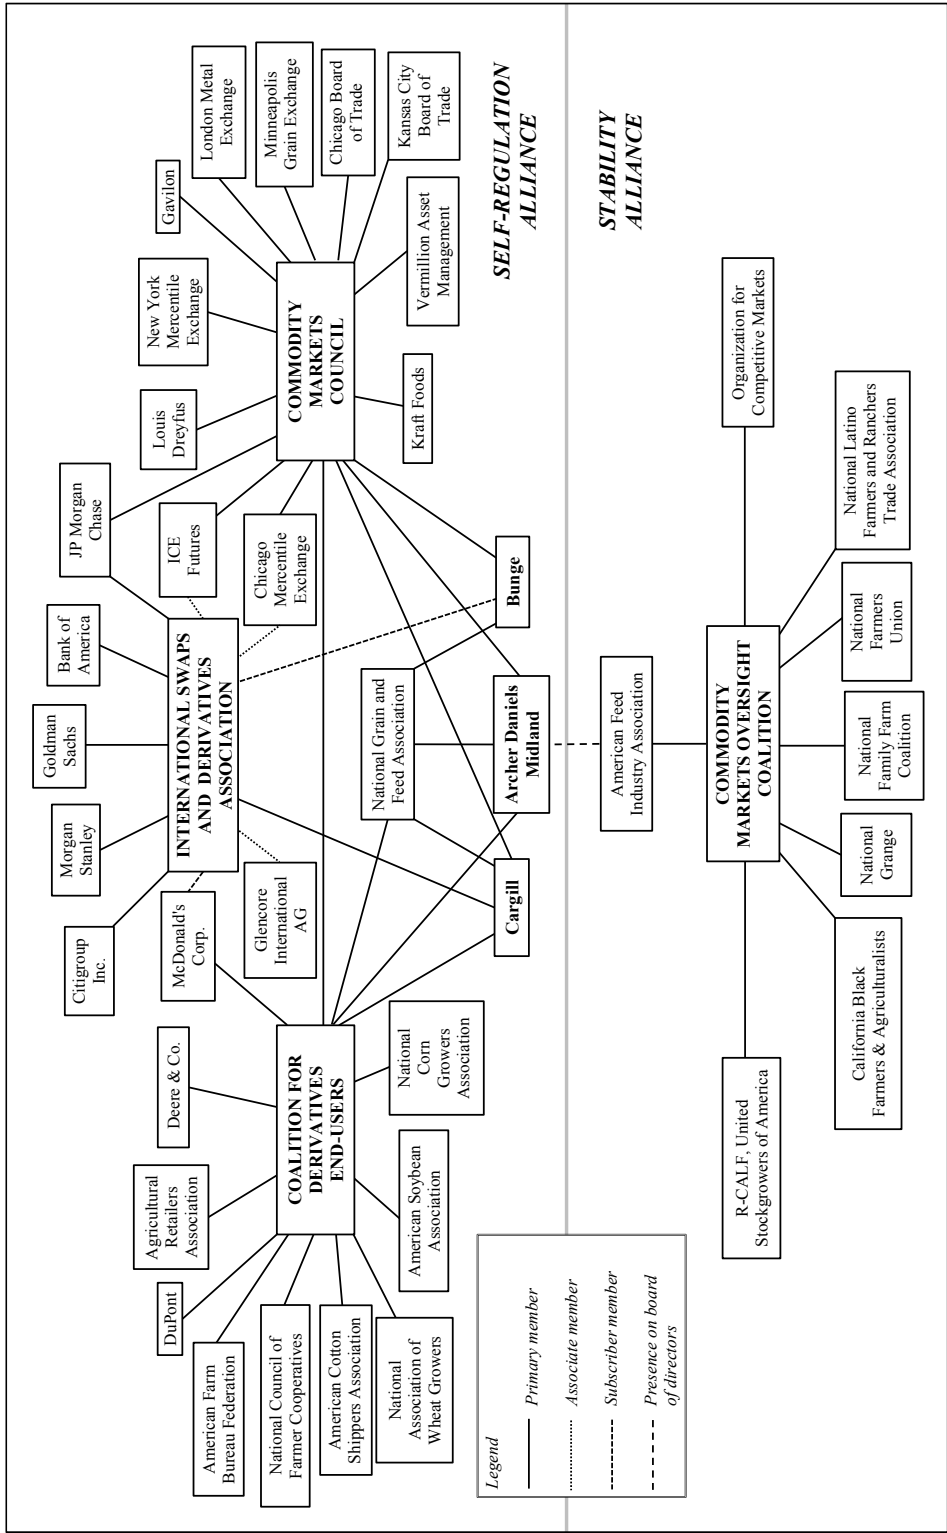 Citigroup
Inc.
Morgan
Stanley
Goldman
Sachs
Bank of
America
JP Morgan
Chase
DuPont
Agricultural
Retailers
Association
Deere & Co.
McDonald's
Corp.
INTERNATIONAL SWAPS
AND DERIVATIVES
ASSOCIATION
ICE
Futures
Louis
Dreyfus
New York
Mercentile
Exchange
Gavilon
London Metal
Exchange
Glencore
International
AG
Chicago
Mercentile
Exchange
Minneapolis
Grain Exchange
American Farm
Bureau Federation
National Council of
Farmer Cooperatives
American Cotton
Shippers Association
National
Association of
Wheat Growers
COALITION FOR
DERIVATIVES
END-USERS
COMMODITY
MARKETS
COUNCIL
Chicago Board
of Trade
Kansas City
Board of
Trade
American Soybean
Association
National
Corn
Growers
Association
National Grain and
Feed Association
Kraft Foods
Vermillion Asset
Management
Cargill
Archer Daniels
Midland
Bunge
SELF-REGULATION
ALLIANCE
STABILITY
ALLIANCE
American Feed
Industry Association
R-CALF, United
Stockgrowers of America
COMMODITY
MARKETS OVERSIGHT
COALITION
Organization for
Competitive Markets
California Black
Farmers & Agriculturalists
National
Grange
National
Family Farm
Coalition
National
Farmers
Union
National Latino
Farmers and Ranchers
Trade Association
Legend
Primary member
Associate member
Subscriber member
Presence on board
of directors